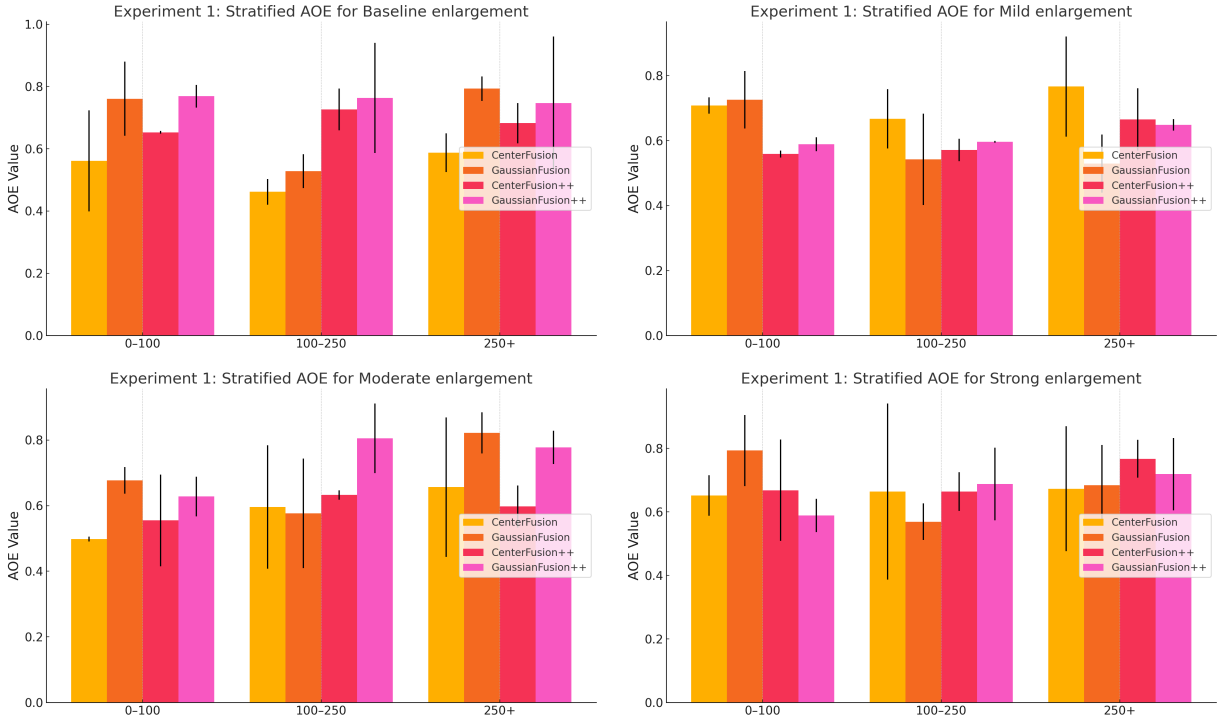 Experiment 1: Stratified AOE for Baseline enlargement
AOE Value
1.0
0.8
0.6
0.4
0.2
0.0
0–100
100–250
250+
CenterFusion
GaussianFusion
CenterFusion++
GaussianFusion++
Experiment 1: Stratified AOE for Mild enlargement
AOE Value
0.8
0.6
0.4
0.2
0.0
0–100
100–250
250+
CenterFusion
GaussianFusion
CenterFusion++
GaussianFusion++
Experiment 1: Stratified AOE for Moderate enlargement
AOE Value
0.8
0.6
0.4
0.2
0.0
0–100
100–250
250+
CenterFusion
GaussianFusion
CenterFusion++
GaussianFusion++
Experiment 1: Stratified AOE for Strong enlargement
AOE Value
0.8
0.6
0.4
0.2
0.0
0–100
100–250
250+
CenterFusion
GaussianFusion
CenterFusion++
GaussianFusion++